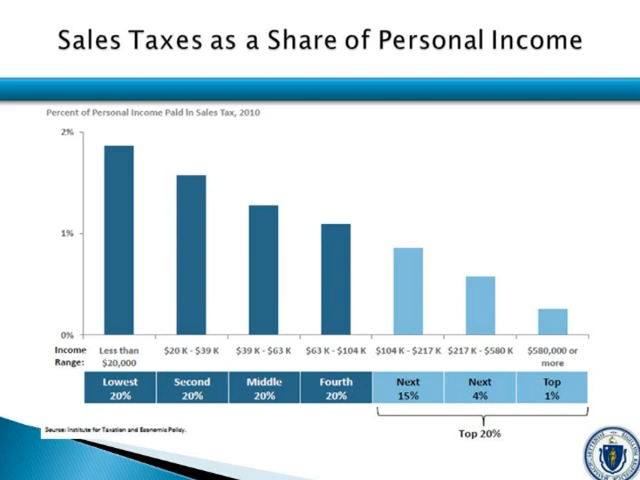 Sales Taxes as a Share of Personal Income
Percent of Personal Income Paid In Sales Tax, 2010
2%
1%
0%
Income Range: Less than $20,000 $20 K - $39 K $39 K - $63 K $63 K - $104 K $104 K - $217 K $217 K - $580 K $580,000 or more
Lowest 20% Second 20% Middle 20% Fourth 20% Next 15% Next 4% Top 1%
Top 20%
Source: Institute for Taxation and Economic Policy.